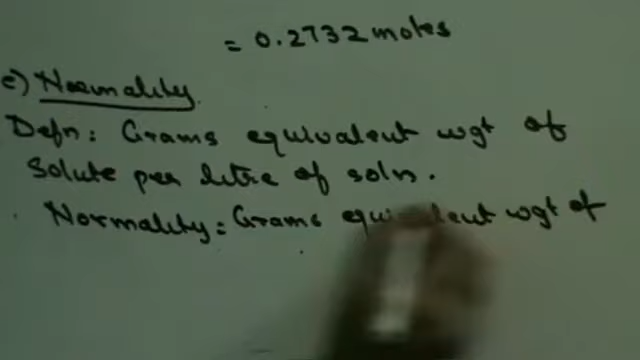 = 0.2732 moles
e) Normality
Defn: Grams equivalent wgt of
Solute per litre of soln.
Normality = Grams equivalent wgt of